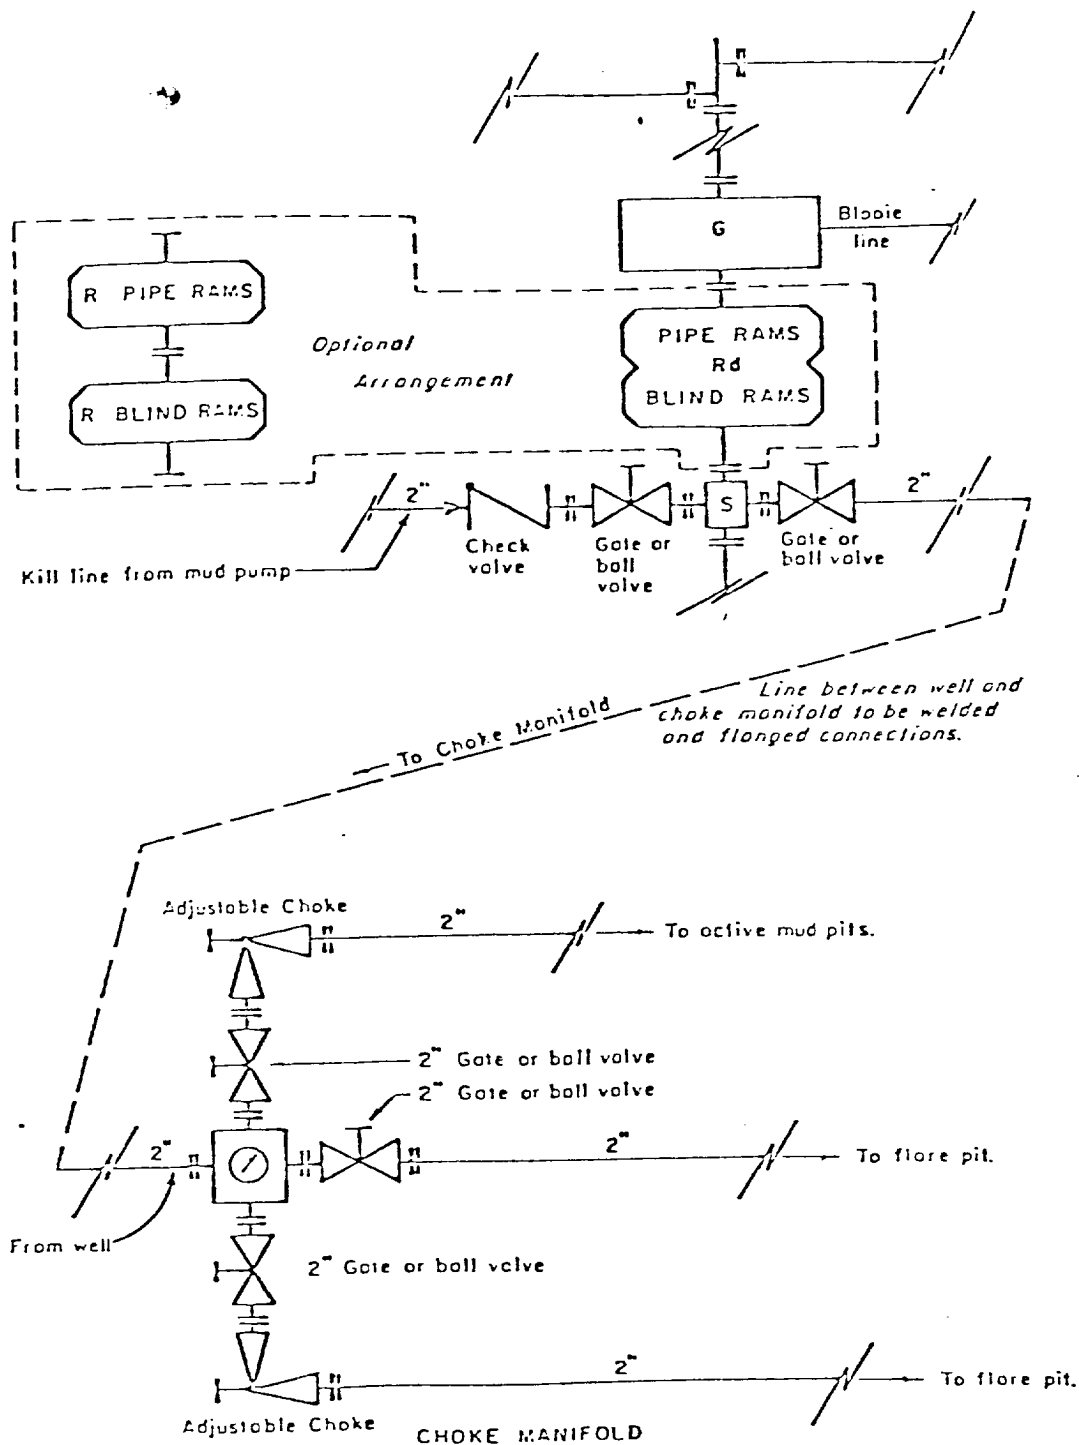 G
Blooie
line
R PIPE RAMS
R BLIND RAMS
Optional
Arrangement
PIPE RAMS
Rd
BLIND RAMS
2"
S
2"
Check
valve
Gate or
ball
valve
Gate or
ball valve
Kill line from mud pump
Line between well and
choke manifold to be welded
and flanged connections.
To Choke Manifold
Adjustable Choke
2"
To active mud pits.
2" Gate or ball valve
2" Gate or ball valve
2"
2"
To flare pit.
From well
2" Gate or ball valve
2"
To flare pit.
Adjustable Choke
CHOKE MANIFOLD